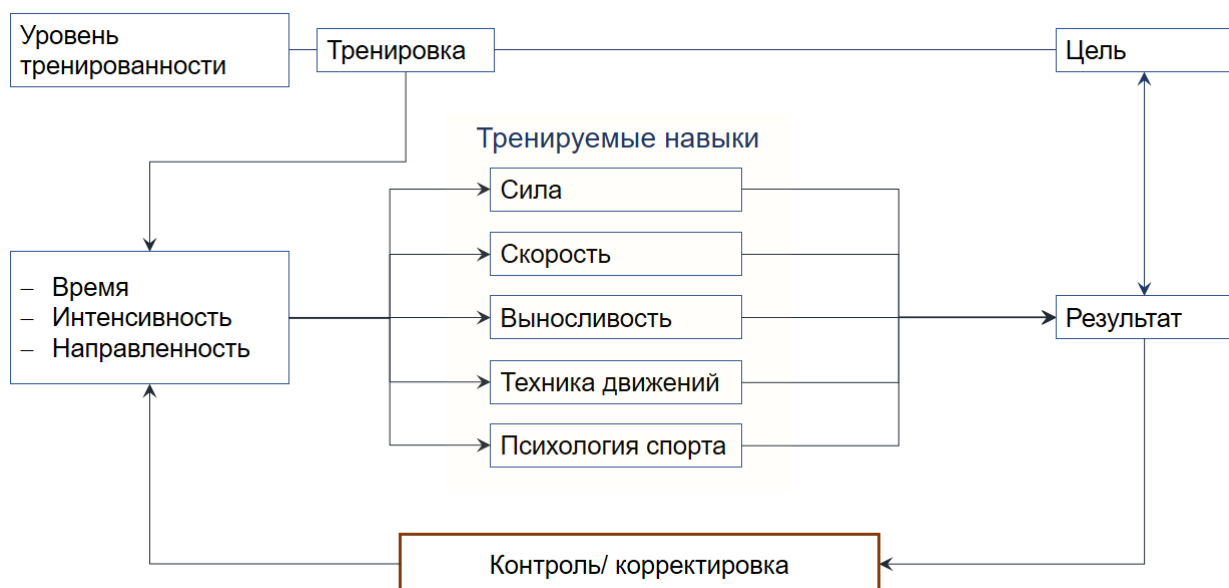 Уровень
тренированности
Тренировка
Цель
Тренируемые навыки
Сила
Скорость
Выносливость
Техника движений
Психология спорта
– Время
– Интенсивность
– Направленность
Результат
Контроль/ корректировка